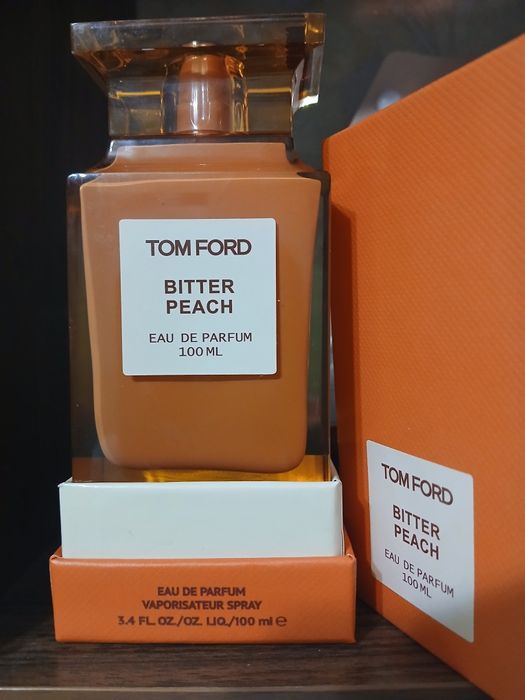 TOM FORD
BITTER
PEACH
EAU DE PARFUM
100 ML
EAU DE PARFUM
VAPORISATEUR SPRAY
3.4 FL. OZ./OZ. LIQ./100 ml ℮
TOM FORD
BITTER
PEACH
EAU DE PARFUM
100 ML